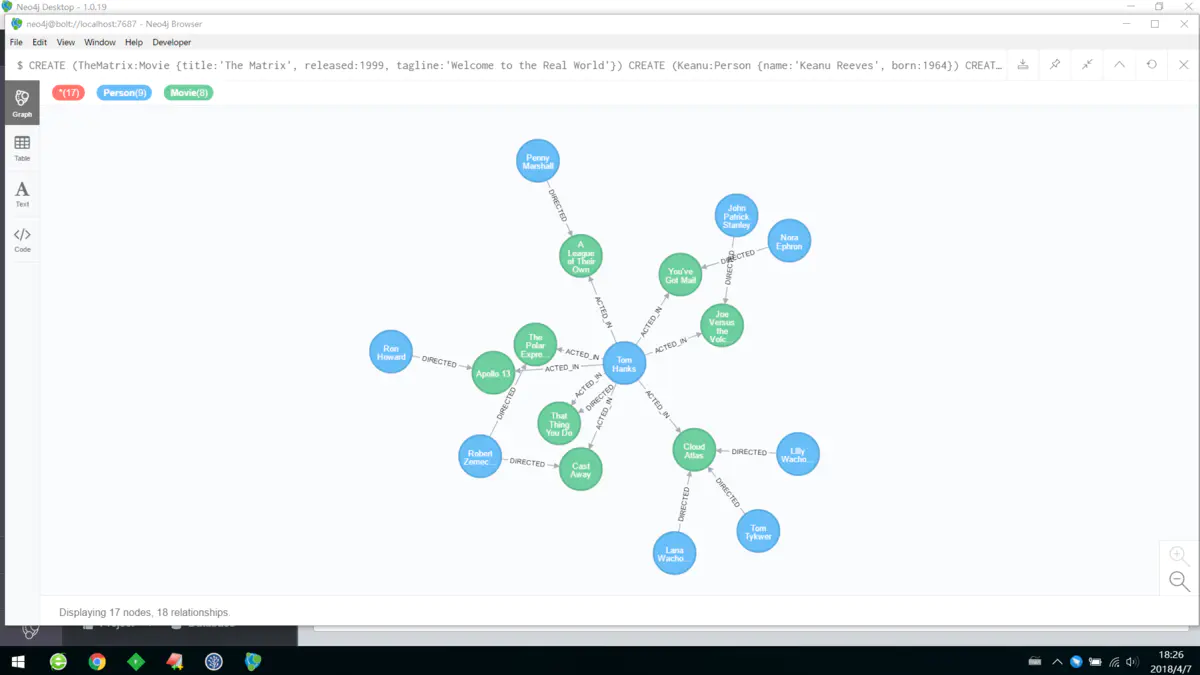 Neo4j Desktop - 1.0.19
neo4j@bolt://localhost:7687 - Neo4j Browser
File Edit View Window Help Developer
$ CREATE (TheMatrix:Movie {title:'The Matrix', released:1999, tagline:'Welcome to the Real World'}) CREATE (Keanu:Person {name:'Keanu Reeves', born:1964}) CREAT…
*(17) Person(9) Movie(8)
Graph
Table
A
Text
</>
Code
Penny
Marshall
DIRECTED
John
Patrick
Stanley
Nora
Ephron
A
League
of Their
Own
DIRECTED
DIRECTED
You've
Got Mail
ACTED_IN
ACTED_IN
Joe
Versus
the
Volc…
ACTED_IN
The
Polar
Expre…
Ron
Howard
DIRECTED
Apollo 13
ACTED_IN
ACTED_IN
Tom
Hanks
ACTED_IN
DIRECTED
ACTED_IN
ACTED_IN
DIRECTED
That
Thing
You Do
Robert
Zemec…
DIRECTED
Cast
Away
Cloud
Atlas
DIRECTED
Lilly
Wacho…
DIRECTED
DIRECTED
Tom
Tykwer
Lana
Wacho…
Displaying 17 nodes, 18 relationships.
18:26
2018/4/7